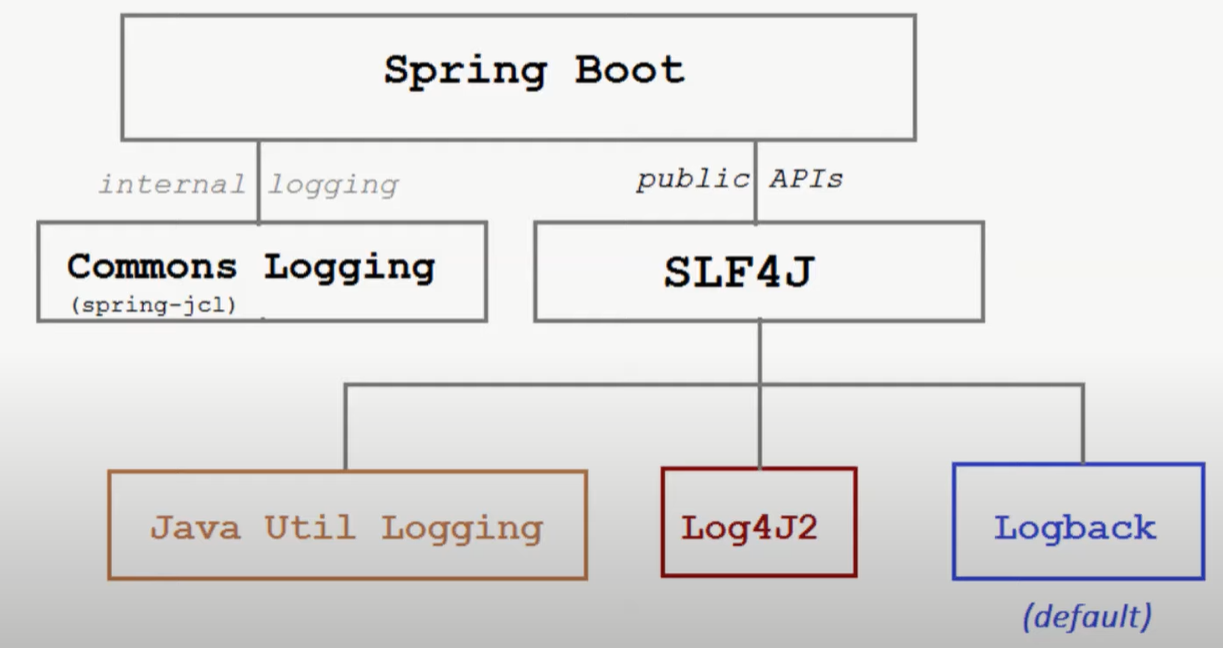 Spring Boot
internal logging
public APIs
Commons Logging
(spring-jcl)
SLF4J
Java Util Logging
Log4J2
Logback
(default)